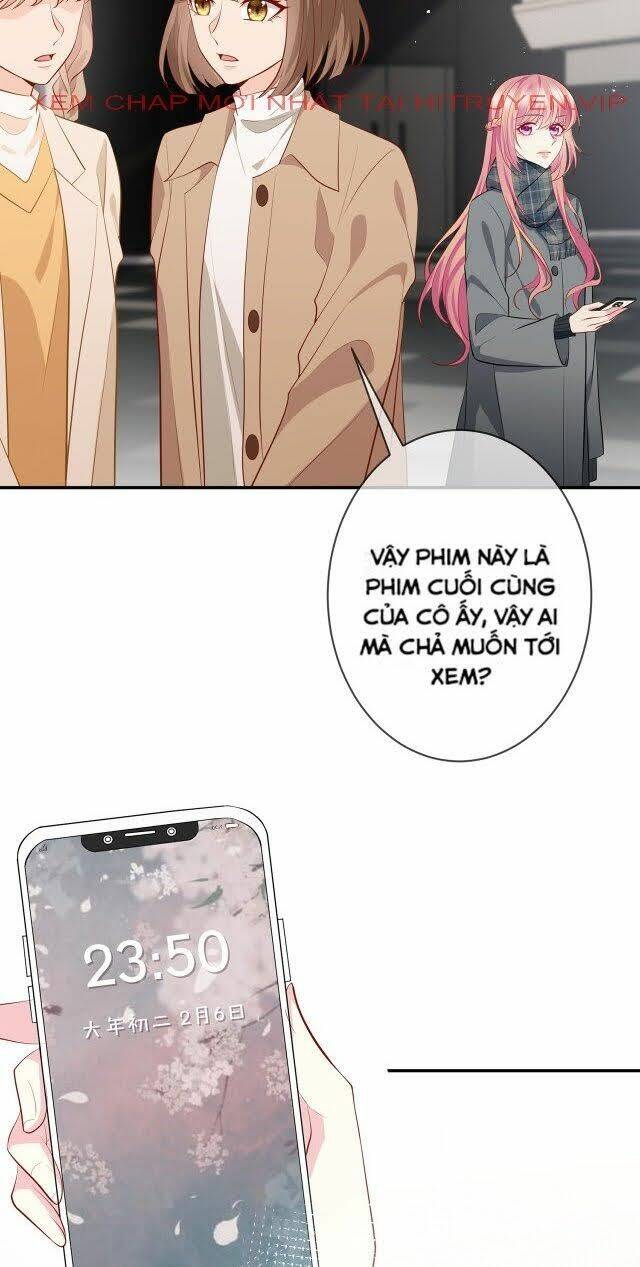 XEM CHAP MỚI NHẤT TẠI HITRUYEN.VIP
VẬY PHIM NÀY LÀ
PHIM CUỐI CÙNG
CỦA CÔ ẤY, VẬY AI
MÀ CHẢ MUỐN TỚI
XEM?
23:50
大年初二 2月6日